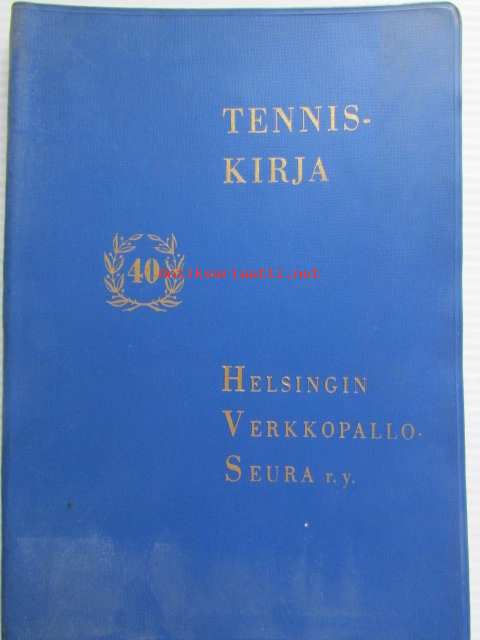 TENNIS-
KIRJA
40
HELSINGIN
VERKKOPALLO-
SEURA r.y.